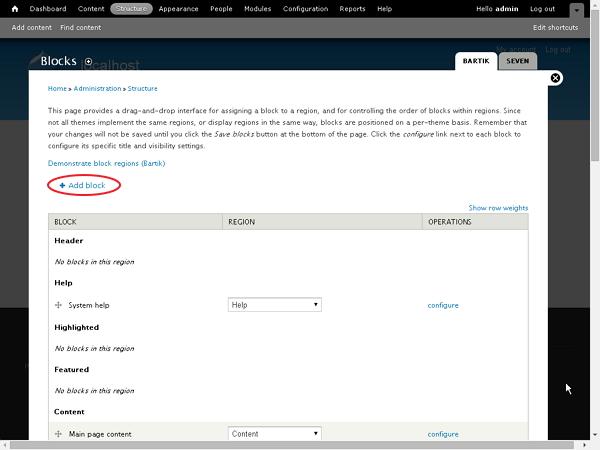 Dashboard Content Structure Appearance People Modules Configuration Reports Help Hello admin Log out
Add content Find content Edit shortcuts
My account Log out
Blocks localhost BARTIK SEVEN
Home » Administration » Structure
This page provides a drag-and-drop interface for assigning a block to a region, and for controlling the order of blocks within regions. Since
not all themes implement the same regions, or display regions in the same way, blocks are positioned on a per-theme basis. Remember that
your changes will not be saved until you click the Save blocks button at the bottom of the page. Click the configure link next to each block to
configure its specific title and visibility settings.
Demonstrate block regions (Bartik)
+ Add block
Show row weights
BLOCK REGION OPERATIONS
Header
No blocks in this region
Help
System help Help configure
Highlighted
No blocks in this region
Featured
No blocks in this region
Content
Main page content Content configure